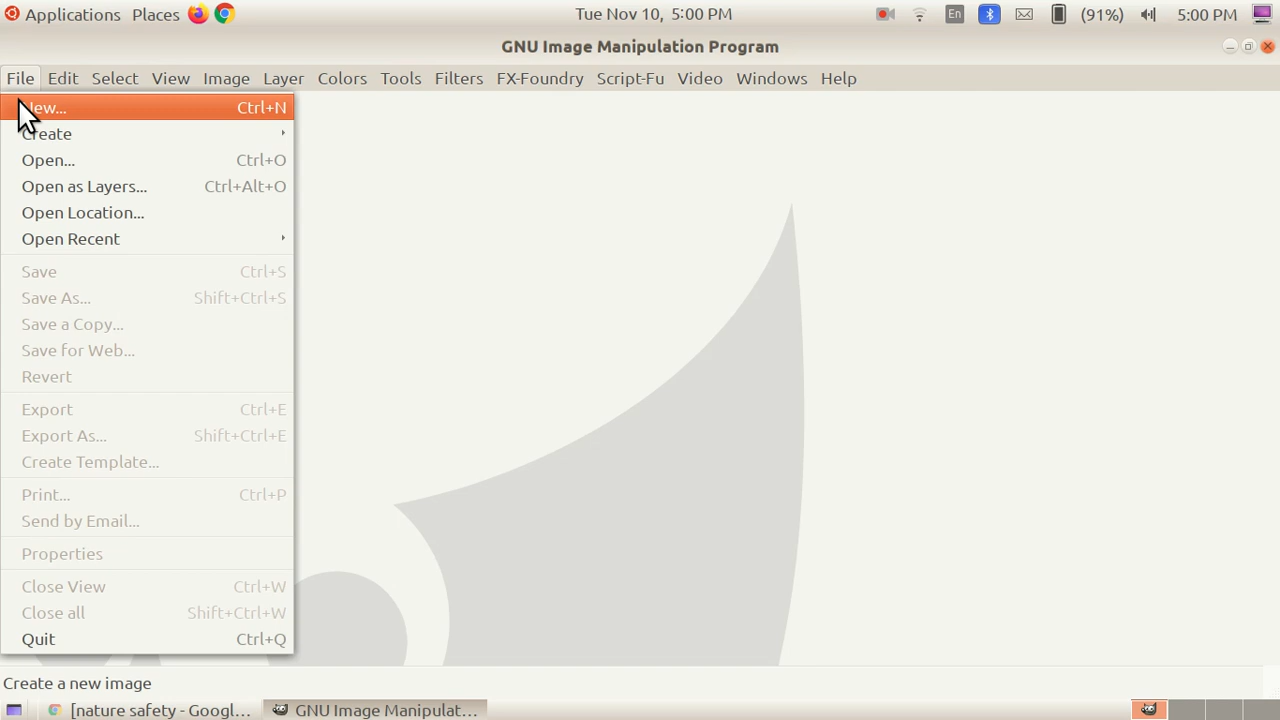 Applications Places Tue Nov 10, 5:00 PM En (91%) 5:00 PM
GNU Image Manipulation Program
File Edit Select View Image Layer Colors Tools Filters FX-Foundry Script-Fu Video Windows Help
New... Ctrl+N
Create
Open... Ctrl+O
Open as Layers... Ctrl+Alt+O
Open Location...
Open Recent
Save Ctrl+S
Save As... Shift+Ctrl+S
Save a Copy...
Save for Web...
Revert
Export Ctrl+E
Export As... Shift+Ctrl+E
Create Template...
Print... Ctrl+P
Send by Email...
Properties
Close View Ctrl+W
Close all Shift+Ctrl+W
Quit Ctrl+Q
Create a new image
[nature safety - Googl... GNU Image Manipulat...